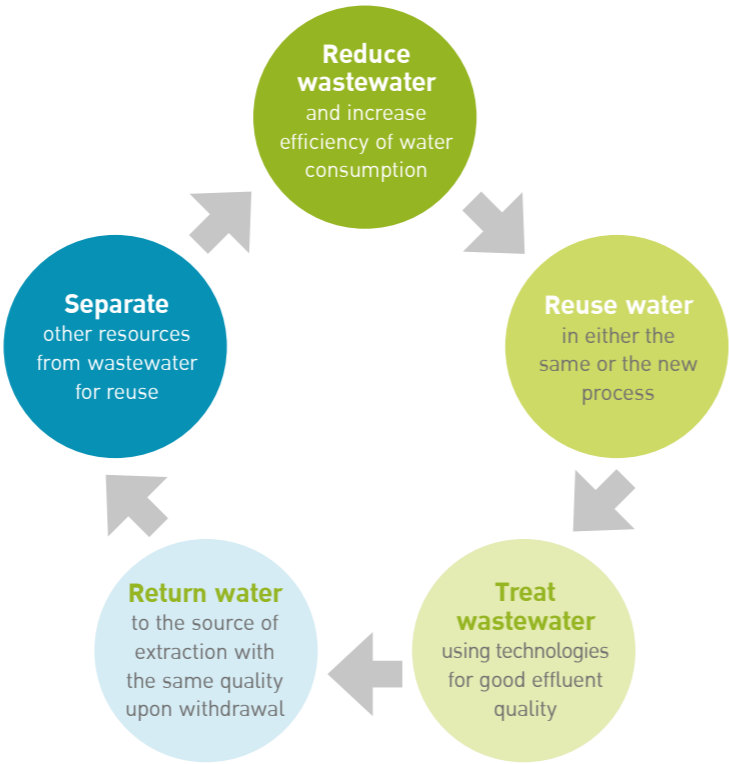 Reduce
wastewater
and increase
efficiency of water
consumption
Reuse water
in either the
same or the new
process
Treat
wastewater
using technologies
for good effluent
quality
Return water
to the source of
extraction with
the same quality
upon withdrawal
Separate
other resources
from wastewater
for reuse